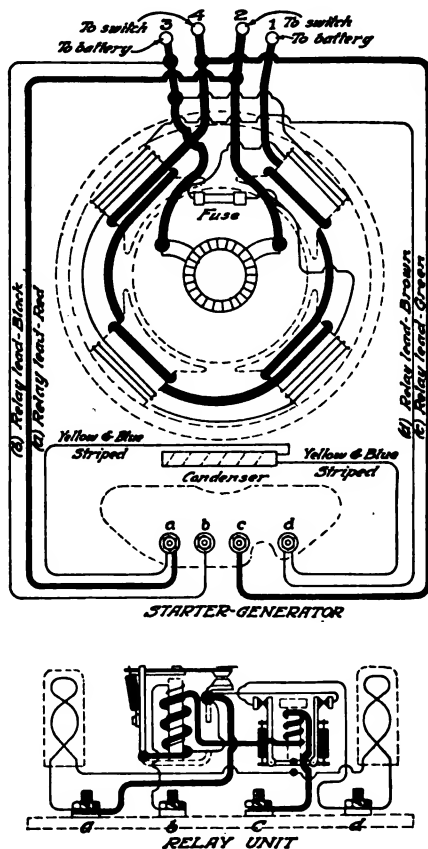 To switch
To switch
3 4 2 1
To battery
To battery
Fuse
(b) Relay lead-Black
(a) Relay lead-Red
(d) Relay lead-Brown
(c) Relay lead-Green
Yellow & Blue
Striped
Yellow & Blue
Striped
Condenser
a b c d
STARTER-GENERATOR
a b c d
RELAY UNIT